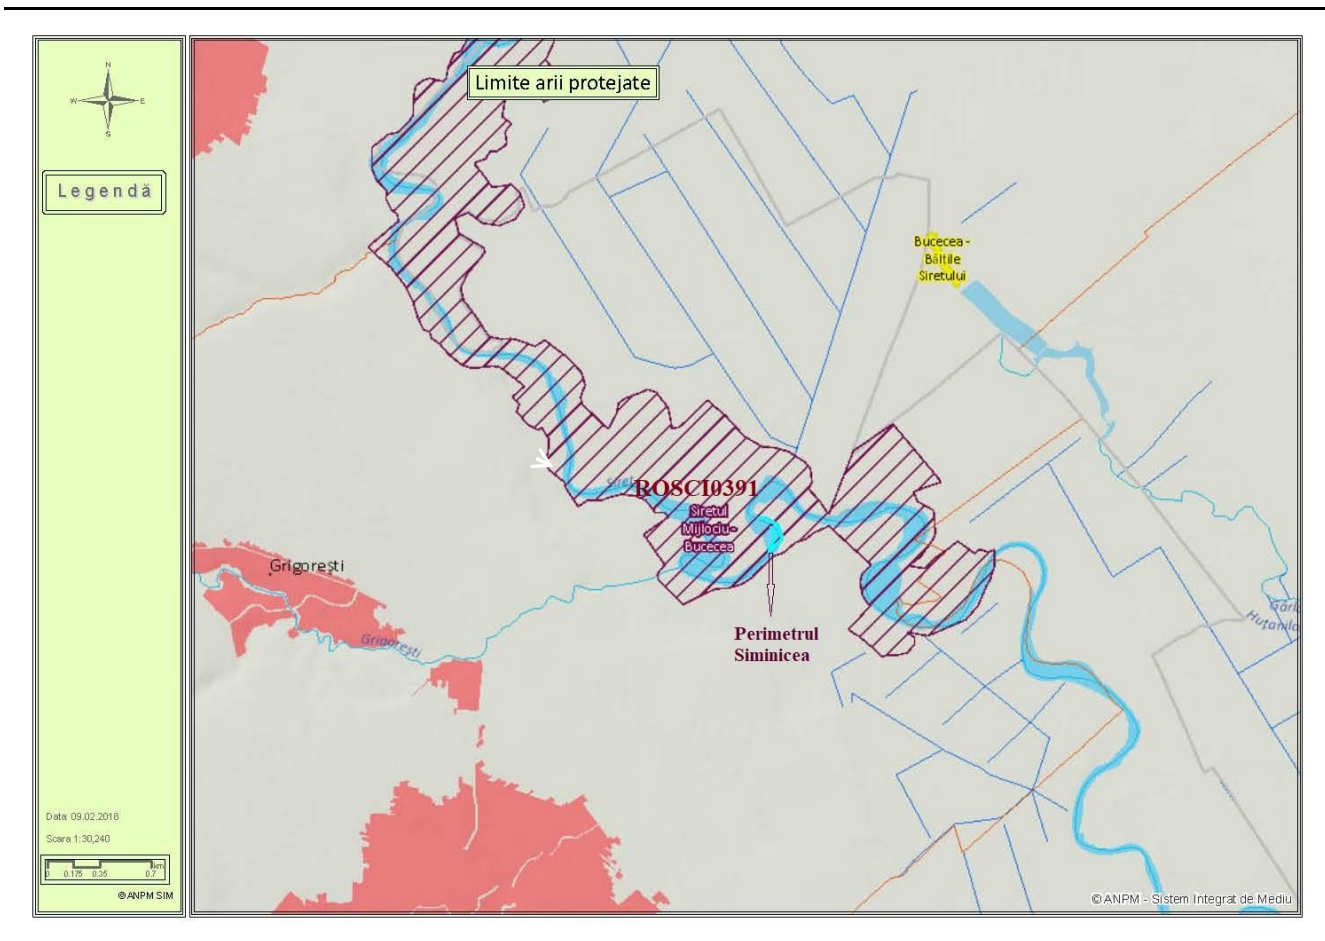 N
W
E
S
Legendă
Data: 09.02.2018
Scara 1:30,240
km
0 0.175 0.35 0.7
© ANPM SIM
Limite arii protejate
Bucecea -
Bălțile
Siretului
ROSCI0391
Siretul
Mijlociu -
Bucecea
Grigorești
Grigorești
Perimetrul
Siminicea
Huțanilor
© ANPM - Sistem Integrat de Mediu